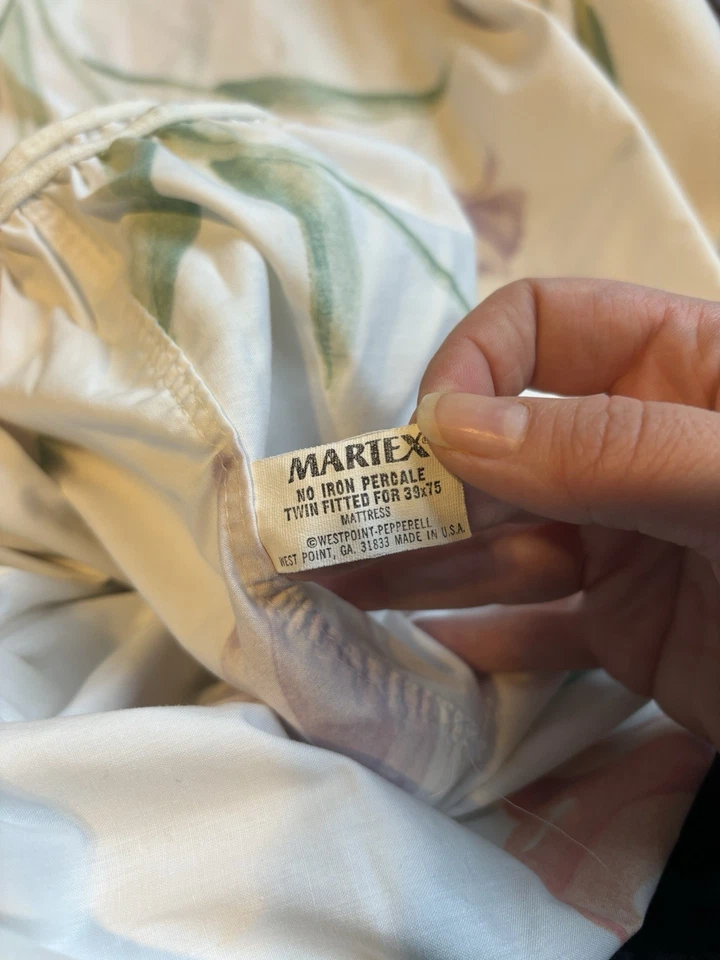 MARTEX®
NO IRON PERCALE
TWIN FITTED FOR 39x75
MATTRESS
©WESTPOINT-PEPPERELL
WEST POINT, GA. 31833 MADE IN U.S.A.